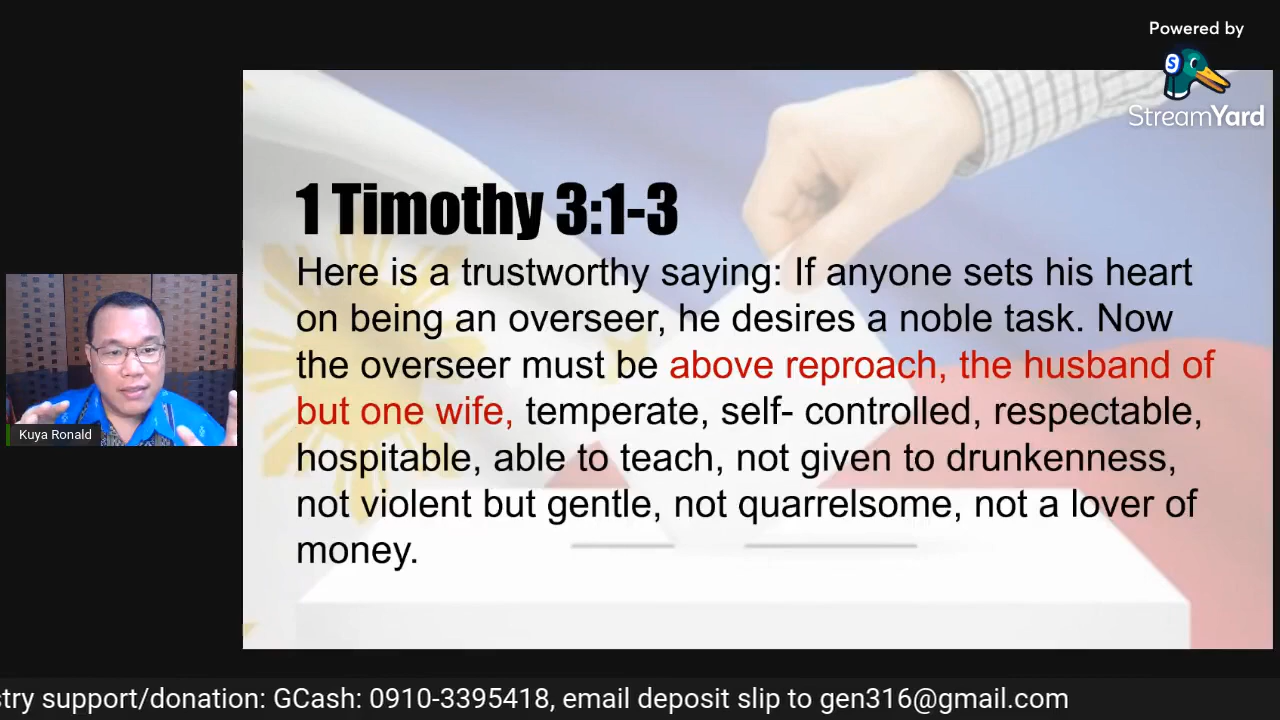 Powered by
StreamYard
1 Timothy 3:1-3
Here is a trustworthy saying: If anyone sets his heart
on being an overseer, he desires a noble task. Now
the overseer must be above reproach, the husband of
but one wife, temperate, self- controlled, respectable,
hospitable, able to teach, not given to drunkenness,
not violent but gentle, not quarrelsome, not a lover of
money.
Kuya Ronald
stry support/donation: GCash: 0910-3395418, email deposit slip to gen316@gmail.com